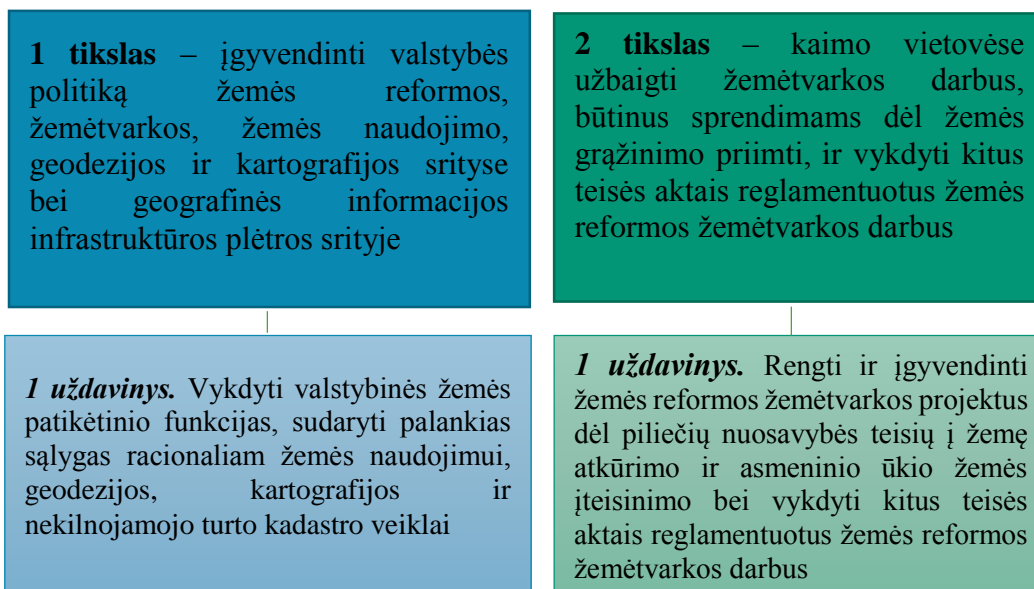 1 tikslas – įgyvendinti valstybės
politiką žemės reformos,
žemėtvarkos, žemės naudojimo,
geodezijos ir kartografijos srityse
bei geografinės informacijos
infrastruktūros plėtros srityje
2 tikslas – kaimo vietovėse
užbaigti žemėtvarkos darbus,
būtinus sprendimams dėl žemės
grąžinimo priimti, ir vykdyti kitus
teisės aktais reglamentuotus žemės
reformos žemėtvarkos darbus
1 uždavinys. Vykdyti valstybinės žemės
patikėtinio funkcijas, sudaryti palankias
sąlygas racionaliam žemės naudojimui,
geodezijos, kartografijos ir
nekilnojamojo turto kadastro veiklai
1 uždavinys. Rengti ir įgyvendinti
žemės reformos žemėtvarkos projektus
dėl piliečių nuosavybės teisių į žemę
atkūrimo ir asmeninio ūkio žemės
įteisinimo bei vykdyti kitus teisės
aktais reglamentuotus žemės reformos
žemėtvarkos darbus